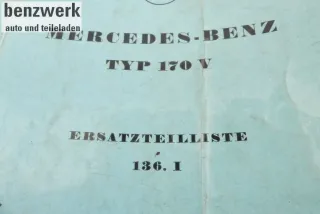 benzwerk
auto und teileladen
MERCEDES-BENZ
TYP 170 V
ERSATZTEILLISTE
136. I